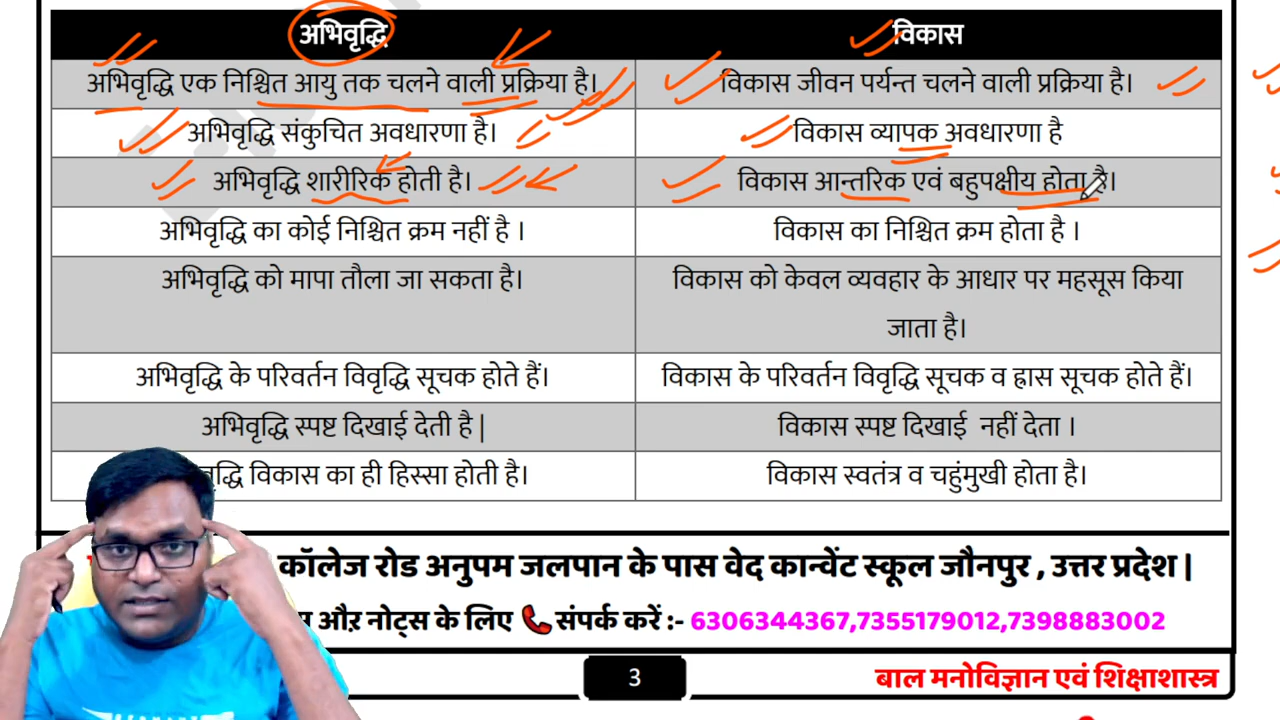 अभिवृद्धि
विकास
अभिवृद्धि एक निश्चित आयु तक चलने वाली प्रक्रिया है।
विकास जीवन पर्यन्त चलने वाली प्रक्रिया है।
अभिवृद्धि संकुचित अवधारणा है।
विकास व्यापक अवधारणा है
अभिवृद्धि शारीरिक होती है।
विकास आन्तरिक एवं बहुपक्षीय होता है।
अभिवृद्धि का कोई निश्चित क्रम नहीं है ।
विकास का निश्चित क्रम होता है ।
अभिवृद्धि को मापा तौला जा सकता है।
विकास को केवल व्यवहार के आधार पर महसूस किया
जाता है।
अभिवृद्धि के परिवर्तन विवृद्धि सूचक होते हैं।
विकास के परिवर्तन विवृद्धि सूचक व ह्रास सूचक होते हैं।
अभिवृद्धि स्पष्ट दिखाई देती है |
विकास स्पष्ट दिखाई नहीं देता ।
विकास का ही हिस्सा होती है।
विकास स्वतंत्र व चहुंमुखी होता है।
कॉलेज रोड अनुपम जलपान के पास वेद कान्वेंट स्कूल जौनपुर , उत्तर प्रदेश |
और नोट्स के लिए संपर्क करें :- 6306344367,7355179012,7398883002
3
बाल मनोविज्ञान एवं शिक्षाशास्त्र